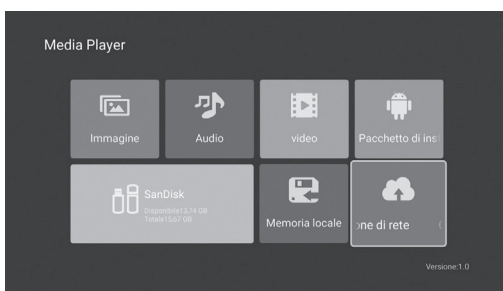 Media Player
Immagine
Audio
video
Pacchetto di inst
SanDisk
Disponibile13,74 GB
Totale15,67 GB
Memoria locale
one di rete
Versione:1.0